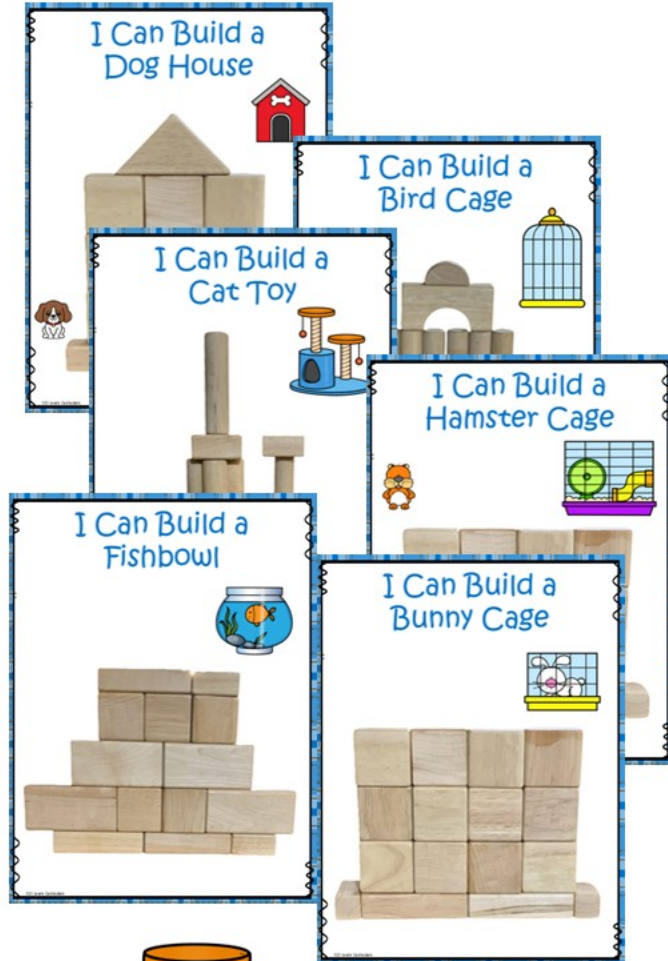 I Can Build a
Dog House
I Can Build a
Bird Cage
I Can Build a
Cat Toy
I Can Build a
Hamster Cage
I Can Build a
Fishbowl
I Can Build a
Bunny Cage